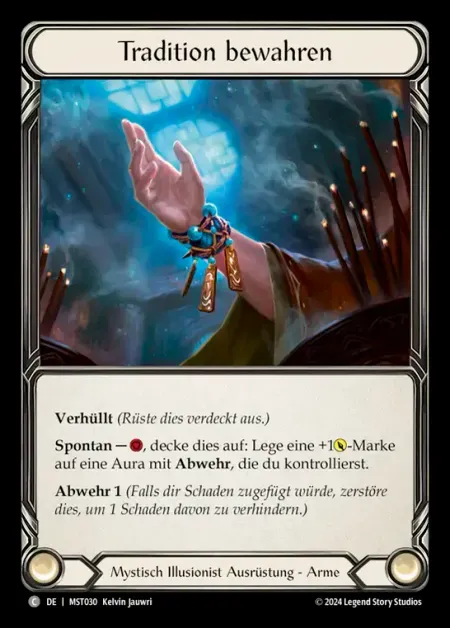 Tradition bewahren
Verhüllt (Rüste dies verdeckt aus.)
Spontan — , decke dies auf: Lege eine +1 -Marke
auf eine Aura mit Abwehr, die du kontrollierst.
Abwehr 1 (Falls dir Schaden zugefügt würde, zerstöre
dies, um 1 Schaden davon zu verhindern.)
Mystisch Illusionist Ausrüstung - Arme
C DE | MST030 Kelvin Jauwri
© 2024 Legend Story Studios